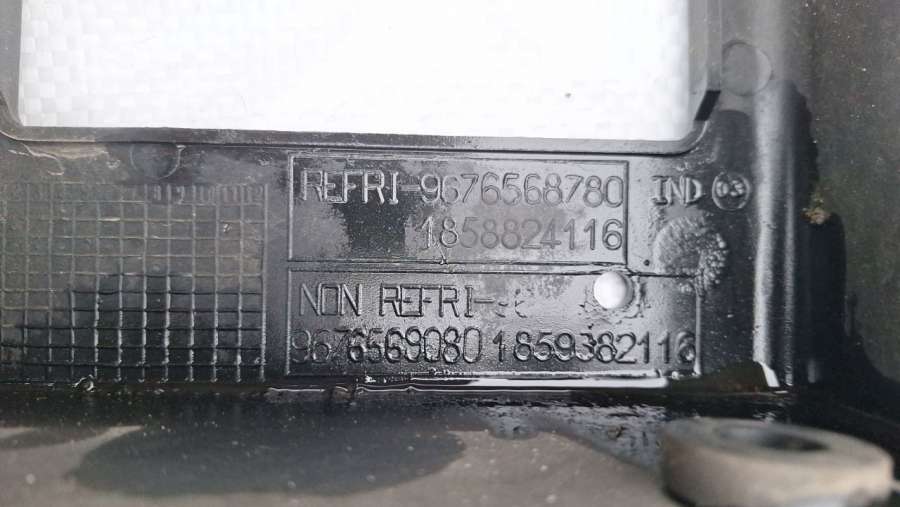 REFRI-9676568780
1858824116
IND 03
NON REFRI-
9676569080 1859382116